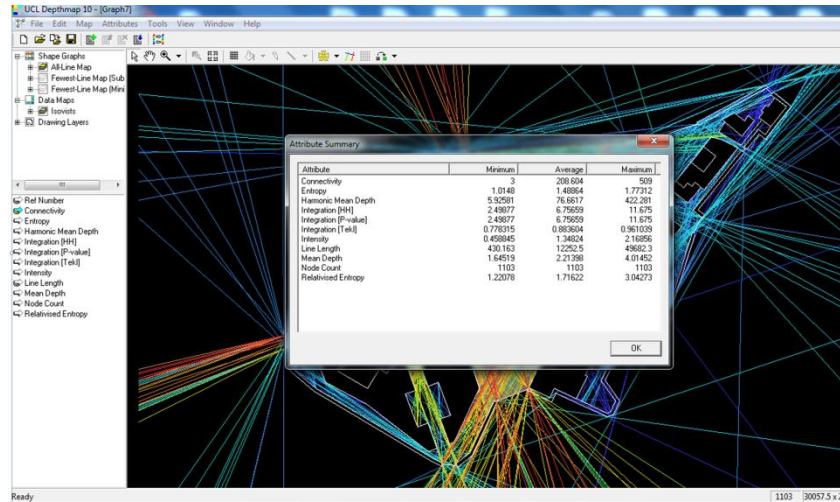 UCL Depthmap 10 - [Graph7]
File Edit Map Attributes Tools View Window Help
Shape Graphs
All-Line Map
Fewest-Line Map (Sub
Fewest-Line Map (Mini
Data Maps
Isovists
Drawing Layers
Ref Number
Connectivity
Entropy
Harmonic Mean Depth
Integration [HH]
Integration [P-value]
Integration [Tekl]
Intensity
Line Length
Mean Depth
Node Count
Relativised Entropy
Attribute Summary
Attribute Minimum Average Maximum
Connectivity 3 208.604 509
Entropy 1.0148 1.48864 1.77312
Harmonic Mean Depth 5.92581 76.6617 422.281
Integration [HH] 2.49877 6.75659 11.675
Integration [P-value] 2.49877 6.75659 11.675
Integration [Tekl] 0.778315 0.883604 0.961039
Intensity 0.458845 1.34824 2.16856
Line Length 430.163 12252.5 49682.3
Mean Depth 1.64519 2.21398 4.01452
Node Count 1103 1103 1103
Relativised Entropy 1.22078 1.71622 3.04273
OK
Ready
1103 30057.5 x